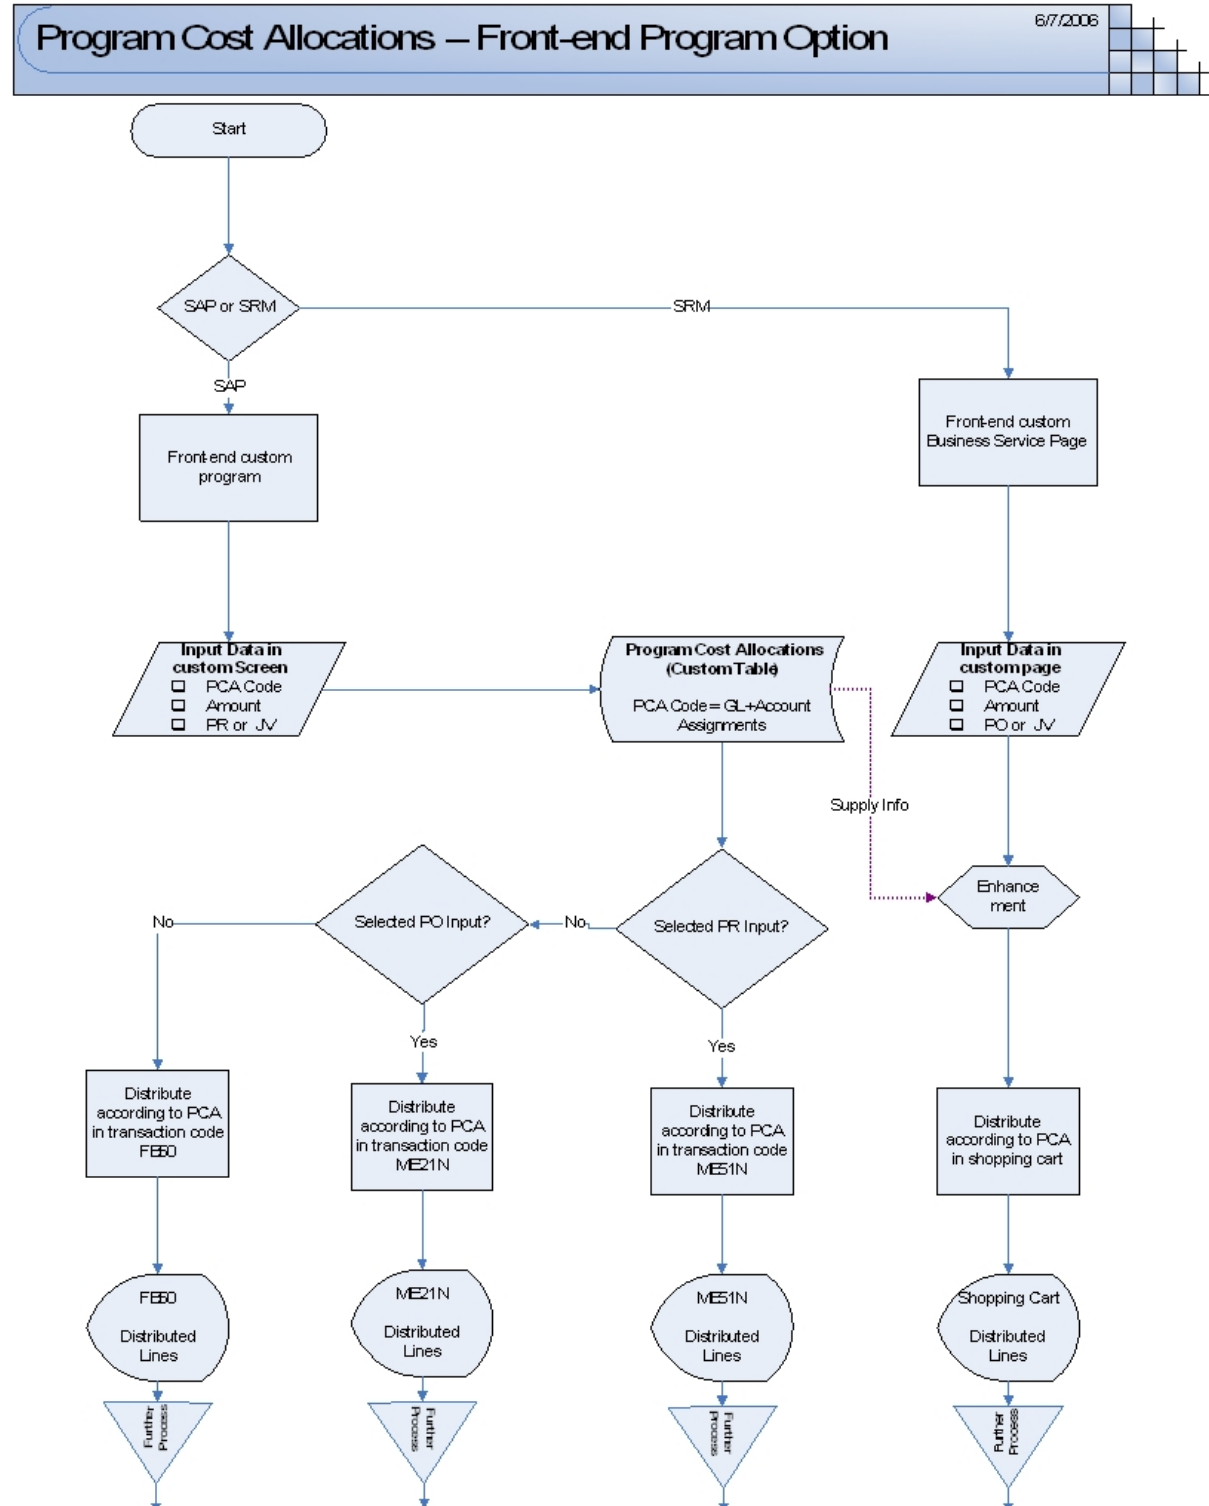 Program Cost Allocations – Front-end Program Option
6/7/2006
Start
SAP or SRM
SRM
SAP
Front-end custom
program
Front-end custom
Business Service Page
Input Data in
custom Screen
PCA Code
Amount
PR or JV
Program Cost Allocations
(Custom Table)
PCA Code = GL+Account
Assignments
Input Data in
custom page
PCA Code
Amount
PO or JV
Supply Info
Enhance
ment
No
Selected PO Input?
No
Selected PR Input?
Yes
Yes
Distribute
according to PCA
in transaction code
FB60
Distribute
according to PCA
in transaction code
ME21N
Distribute
according to PCA
in transaction code
ME51N
Distribute
according to PCA
in shopping cart
FB60
Distributed
Lines
ME21N
Distributed
Lines
ME51N
Distributed
Lines
Shopping Cart
Distributed
Lines
Further
Process
Further
Process
Further
Process
Further
Process